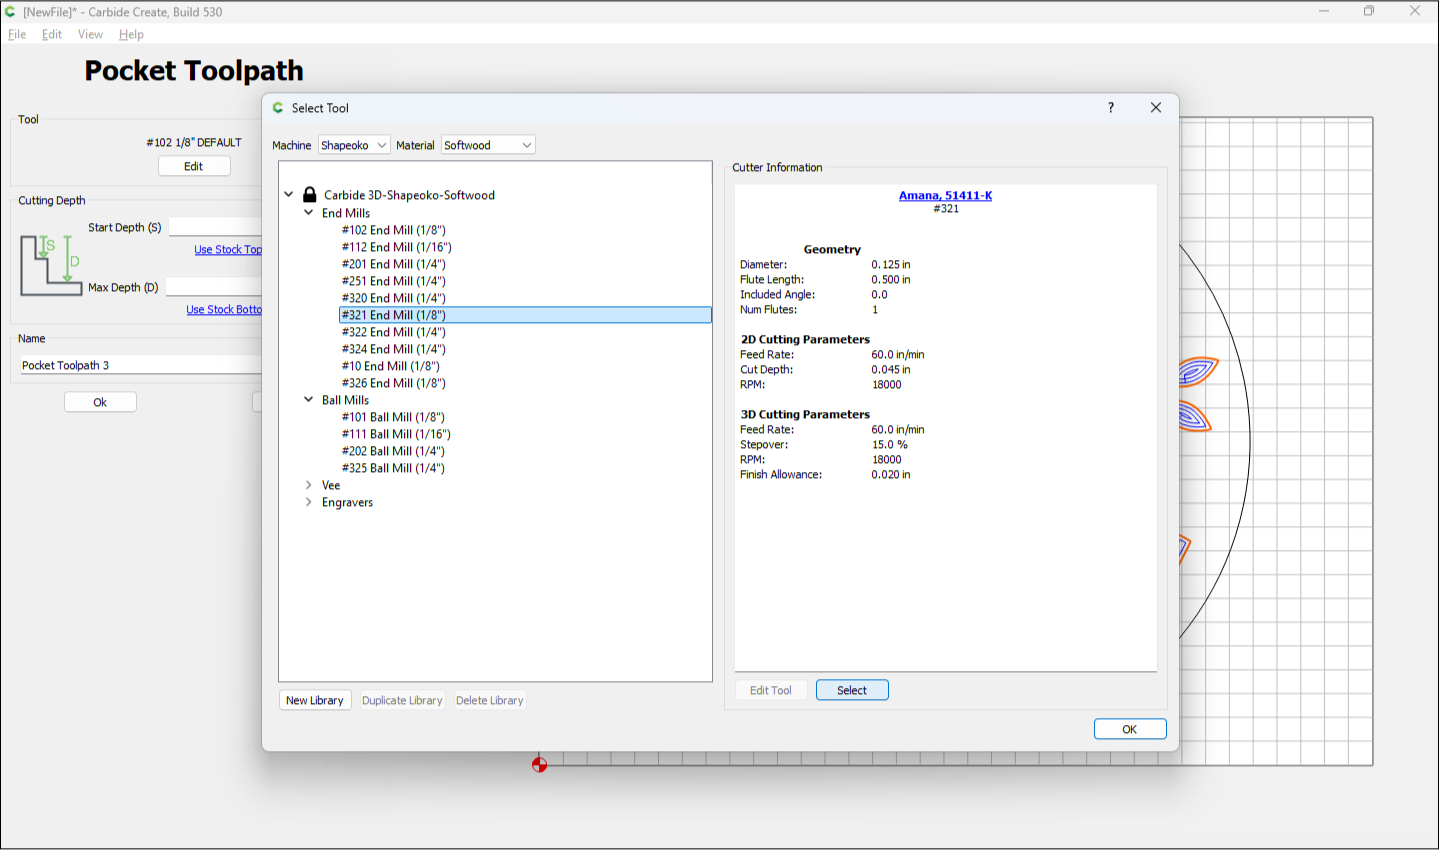 [NewFile]* - Carbide Create, Build 530
File Edit View Help
Pocket Toolpath
Tool
#102 1/8" DEFAULT
Edit
Cutting Depth
Start Depth (S)
Use Stock Top
S
D
Max Depth (D)
Use Stock Botto
Name
Pocket Toolpath 3
Ok
Select Tool
?
Machine Shapeoko Material Softwood
Carbide 3D-Shapeoko-Softwood
End Mills
#102 End Mill (1/8")
#112 End Mill (1/16")
#201 End Mill (1/4")
#251 End Mill (1/4")
#320 End Mill (1/4")
#321 End Mill (1/8")
#322 End Mill (1/4")
#324 End Mill (1/4")
#10 End Mill (1/8")
#326 End Mill (1/8")
Ball Mills
#101 Ball Mill (1/8")
#111 Ball Mill (1/16")
#202 Ball Mill (1/4")
#325 Ball Mill (1/4")
Vee
Engravers
New Library Duplicate Library Delete Library
Cutter Information
Amana, 51411-K
#321
Geometry
Diameter: 0.125 in
Flute Length: 0.500 in
Included Angle: 0.0
Num Flutes: 1
2D Cutting Parameters
Feed Rate: 60.0 in/min
Cut Depth: 0.045 in
RPM: 18000
3D Cutting Parameters
Feed Rate: 60.0 in/min
Stepover: 15.0 %
RPM: 18000
Finish Allowance: 0.020 in
Edit Tool Select
OK